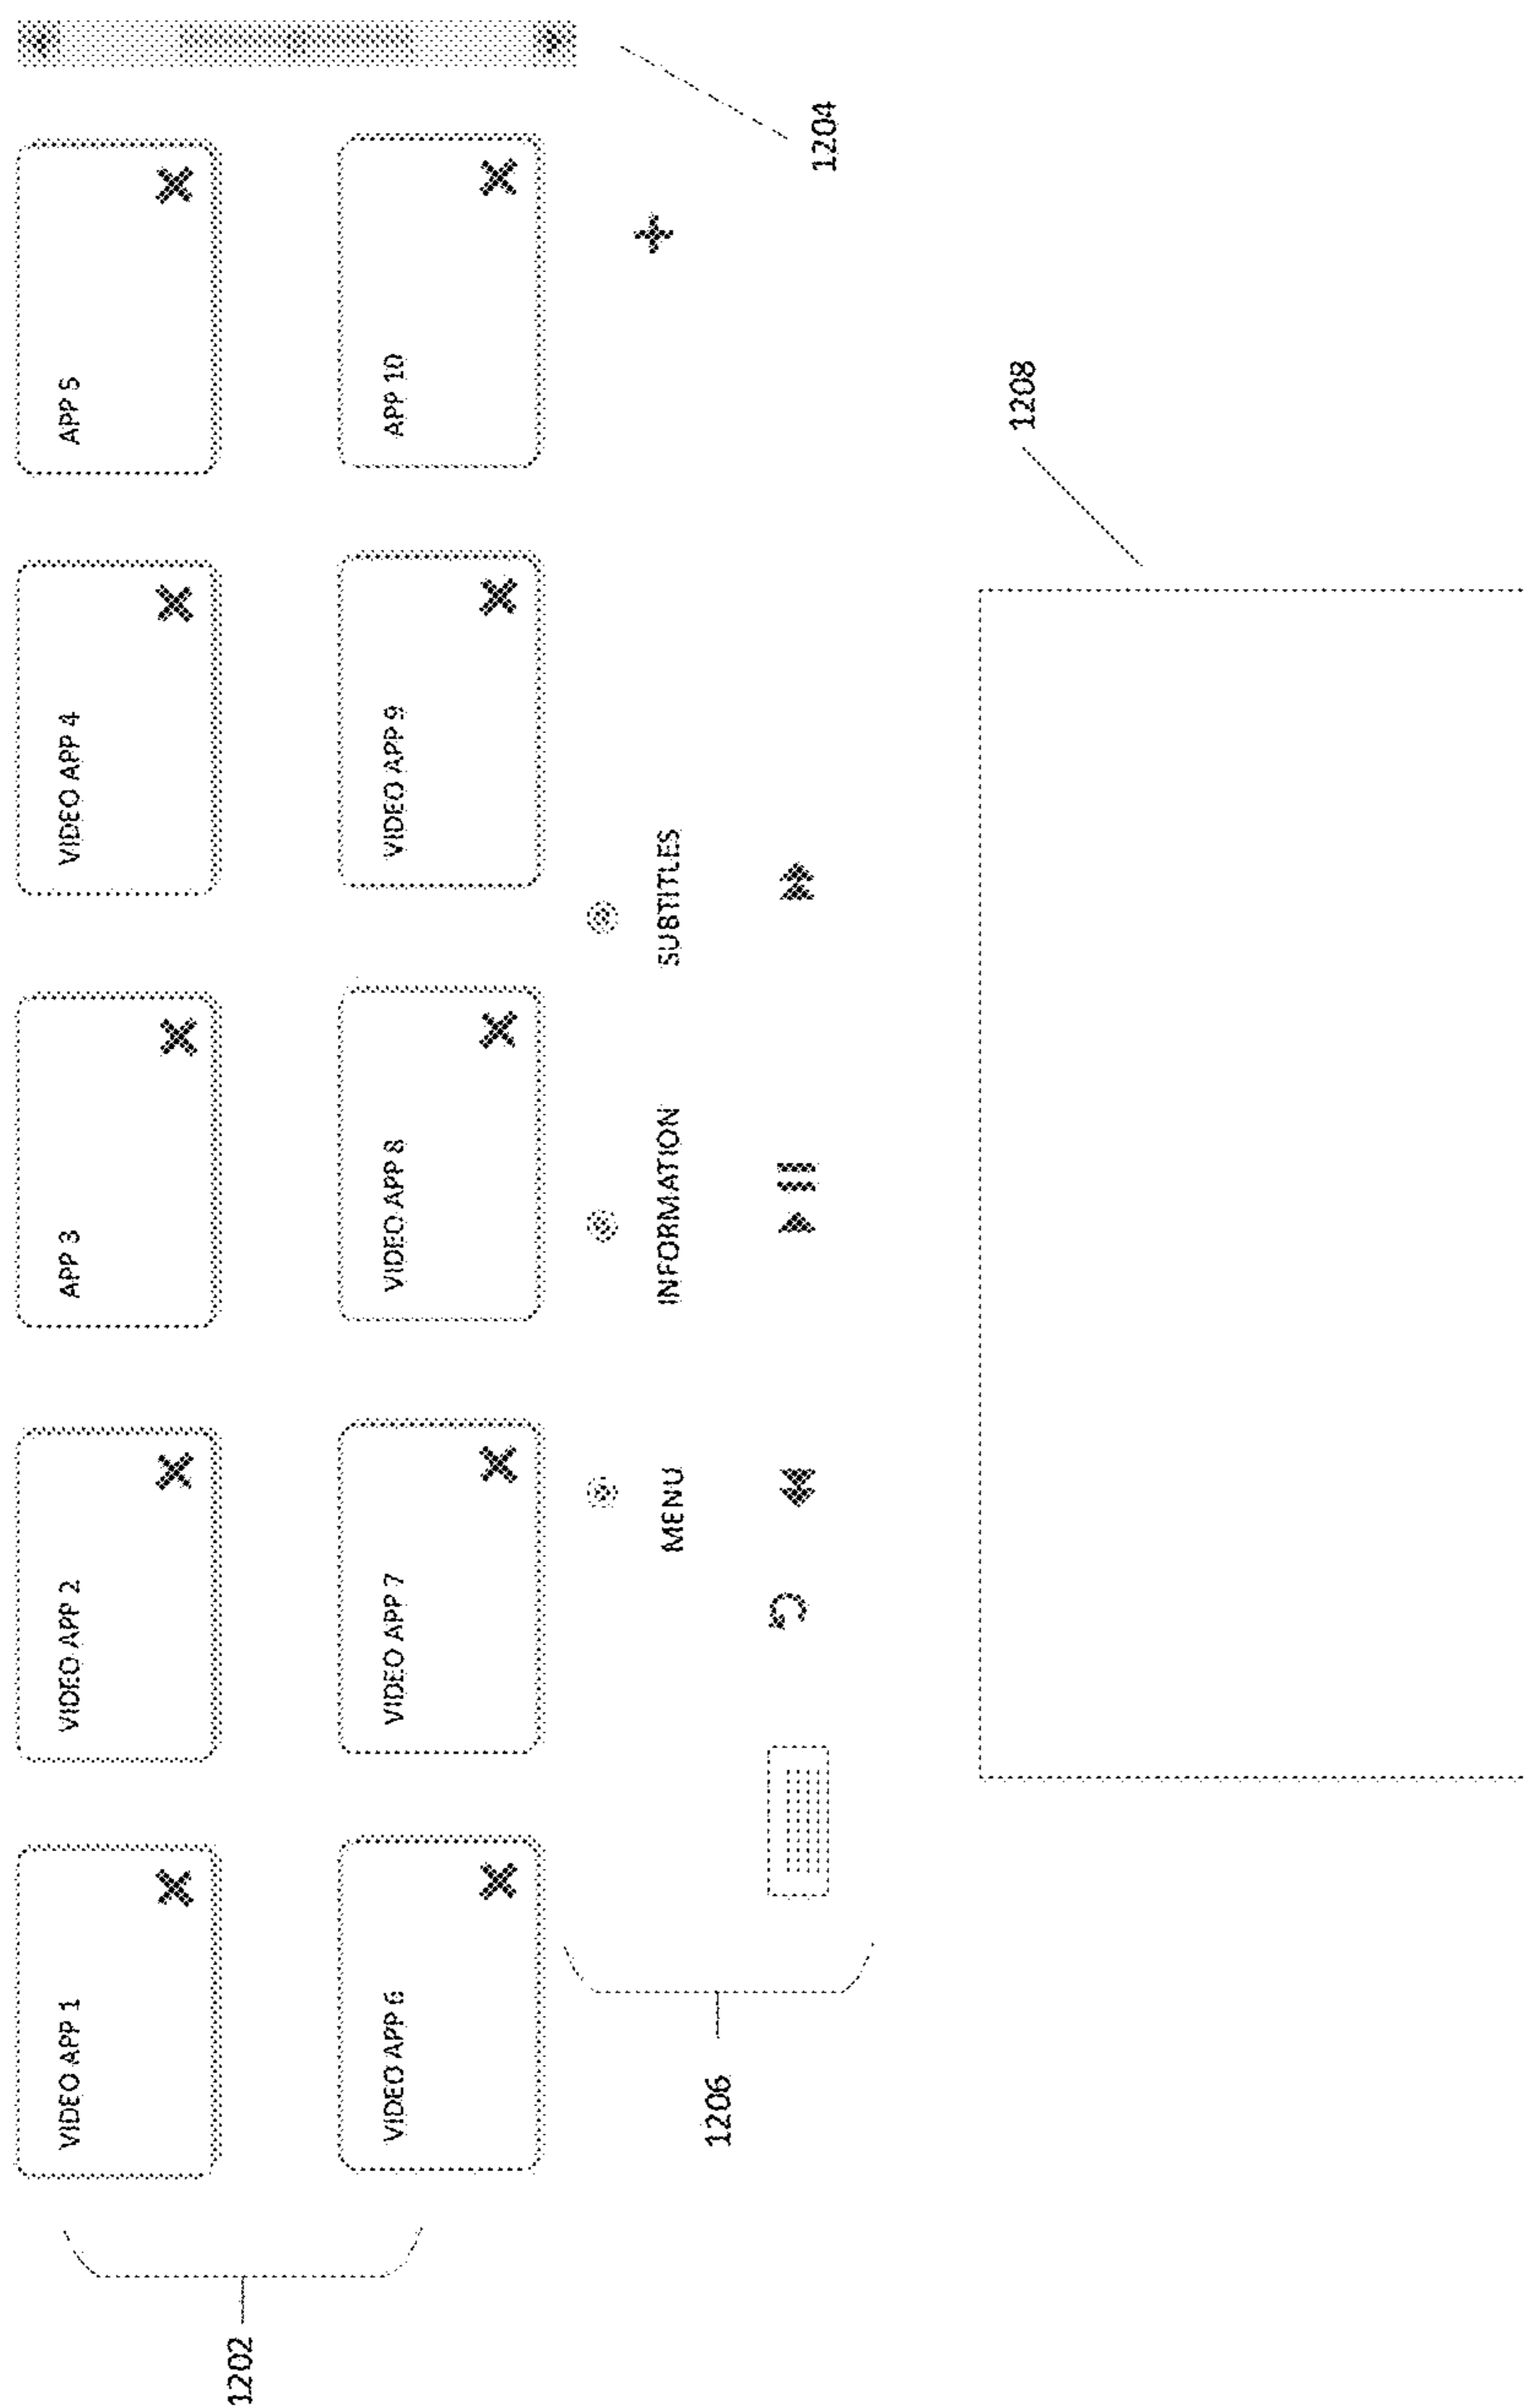 VIDEO APP 1
VIDEO APP 2
APP 3
VIDEO APP 4
APP 5
VIDEO APP 6
VIDEO APP 7
VIDEO APP 8
VIDEO APP 9
APP 10
MENU
INFORMATION
SUBTITLES
1202
1204
1206
1208